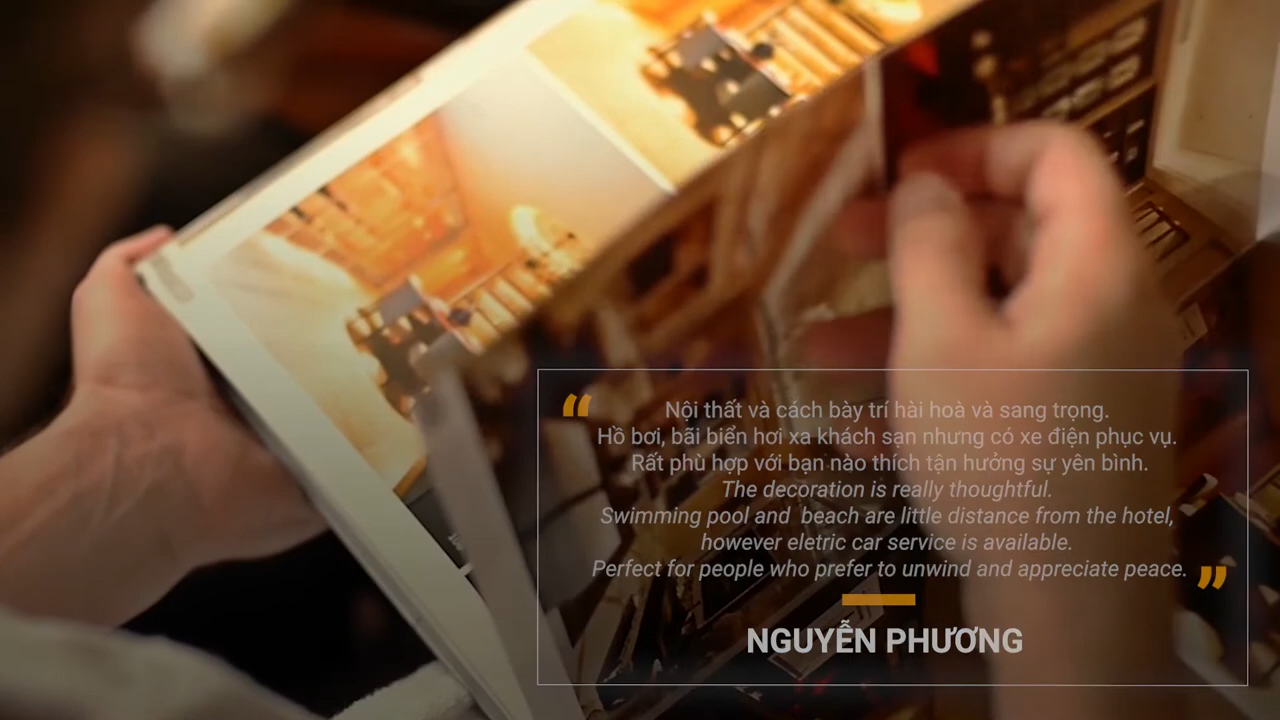 “
Nội thất và cách bày trí hài hoà và sang trọng.
Hồ bơi, bãi biển hơi xa khách sạn nhưng có xe điện phục vụ.
Rất phù hợp với bạn nào thích tận hưởng sự yên bình.
The decoration is really thoughtful.
Swimming pool and  beach are little distance from the hotel,
however eletric car service is available.
Perfect for people who prefer to unwind and appreciate peace.
”
NGUYỄN PHƯƠNG